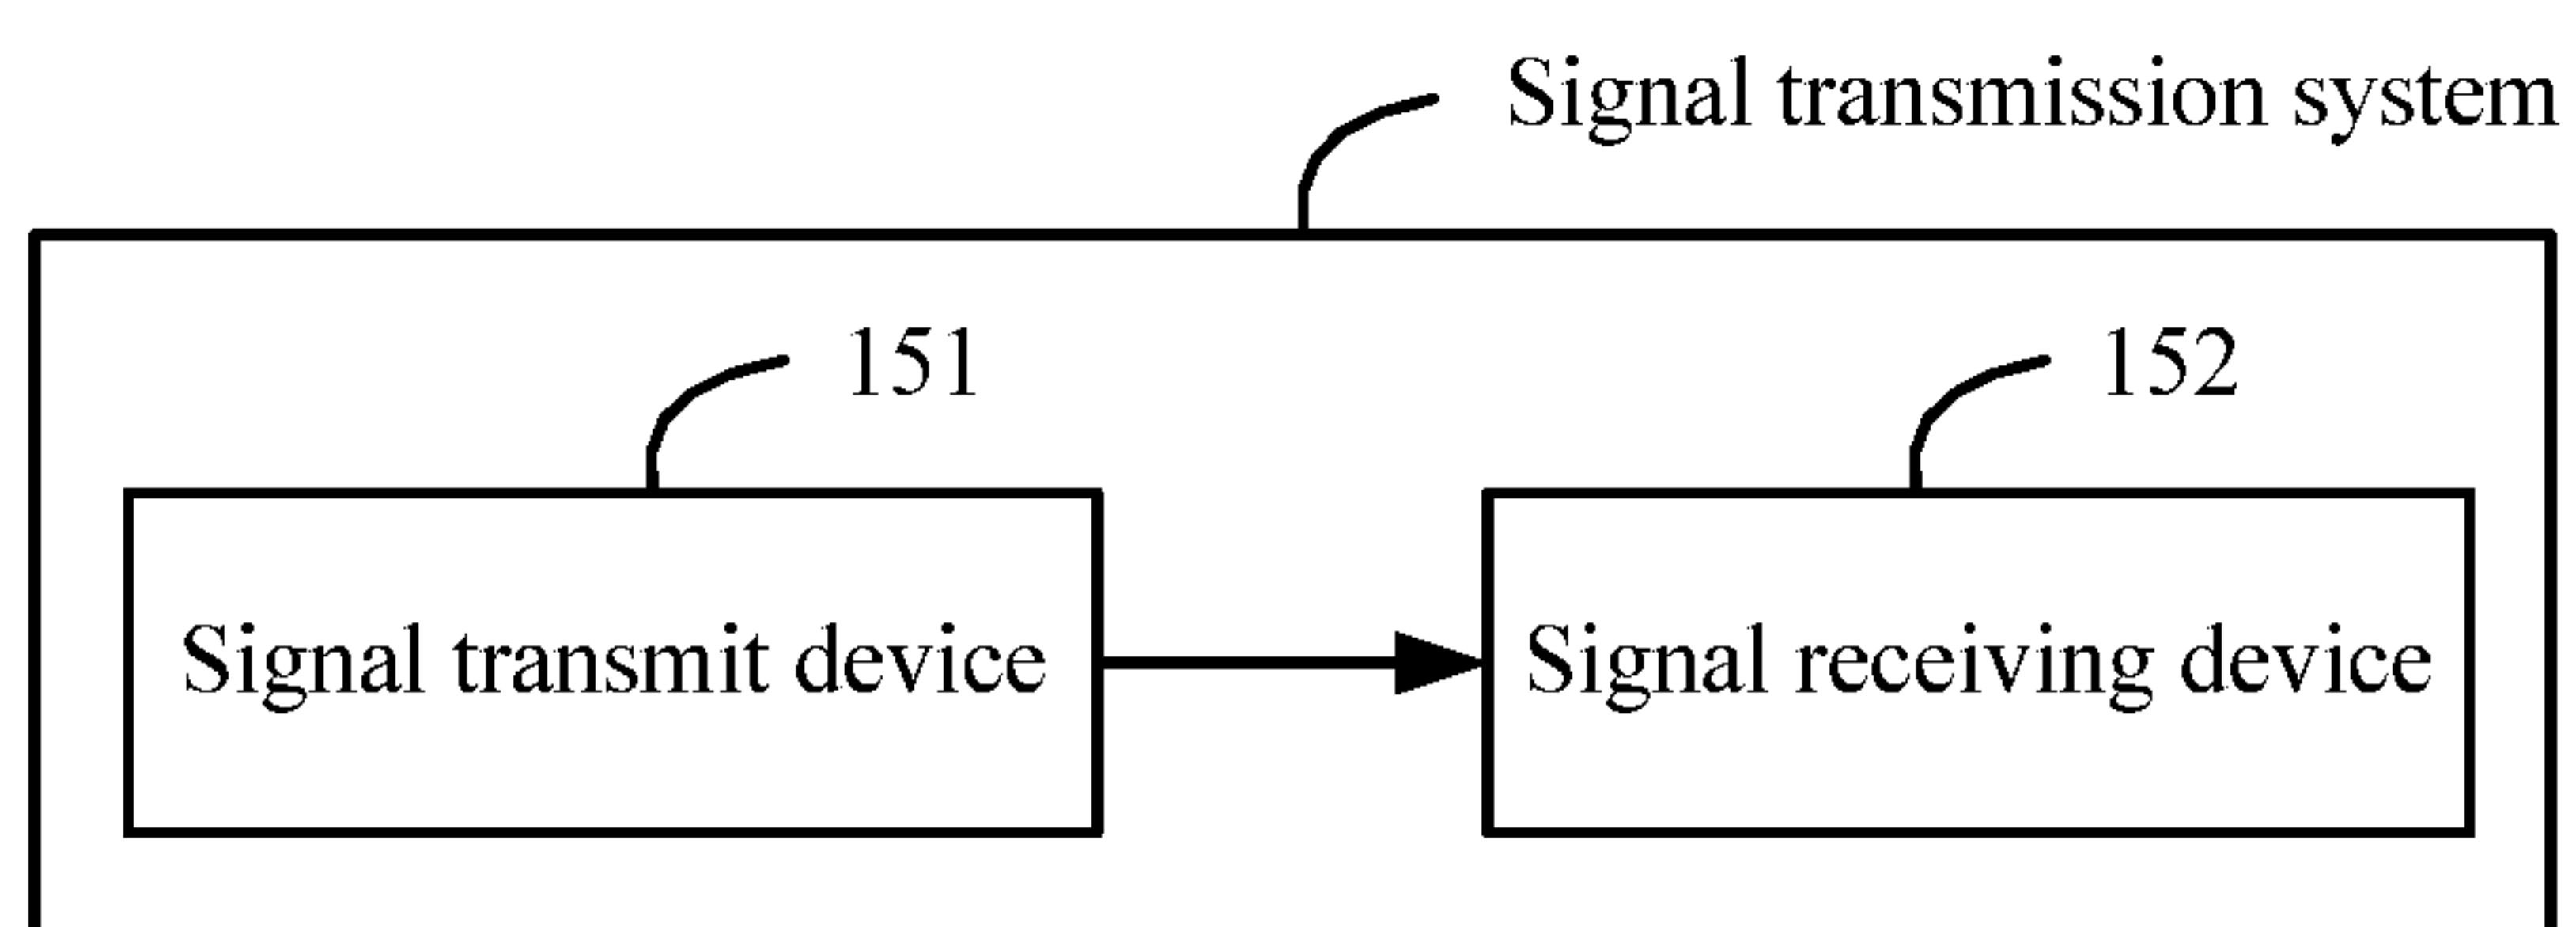 Signal transmission system
151
152
Signal transmit device
Signal receiving device